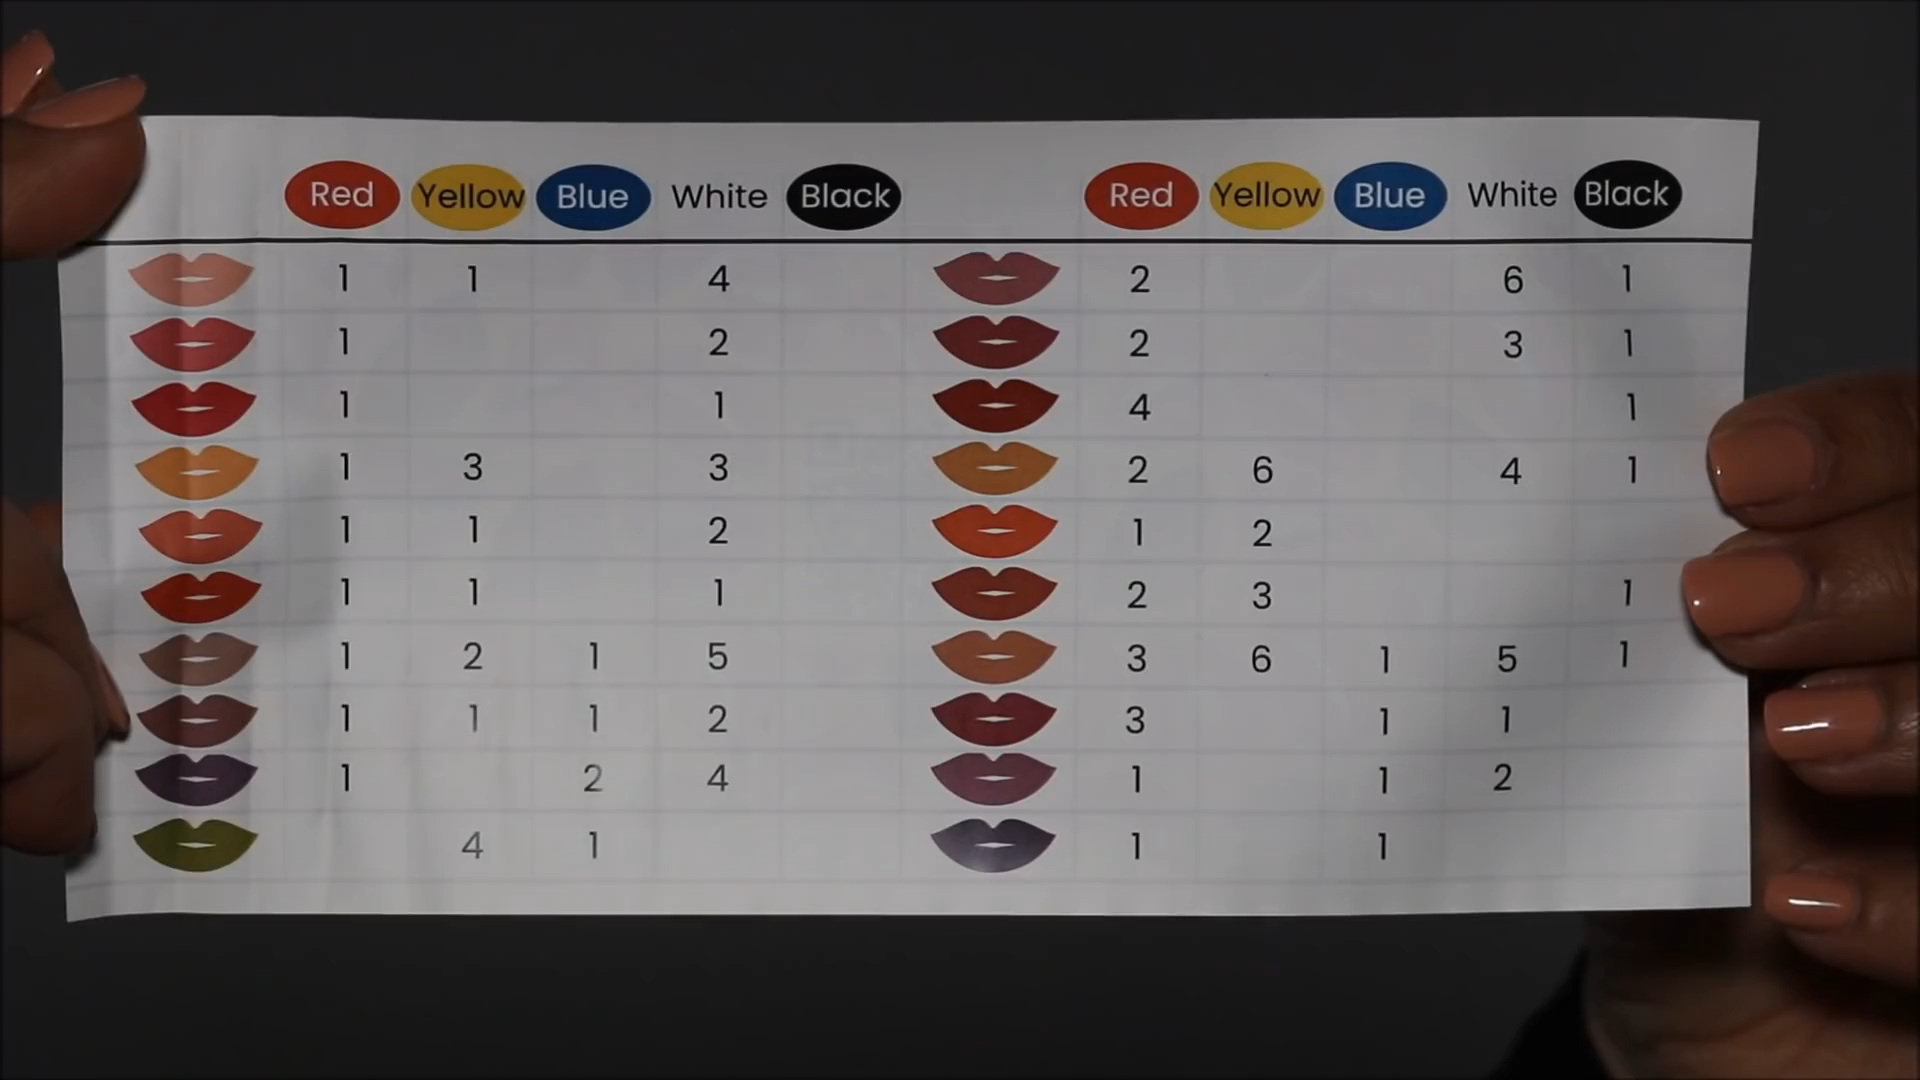 Red Yellow Blue White Black Red Yellow Blue White Black
1 1 4 2 6 1
1 2 2 3 1
1 1 4 1
1 3 3 2 6 4 1
1 1 2 1 2
1 1 1 2 3 1
1 2 1 5 3 6 1 5 1
1 1 1 2 3 1 1
1 2 4 1 1 2
4 1 1 1